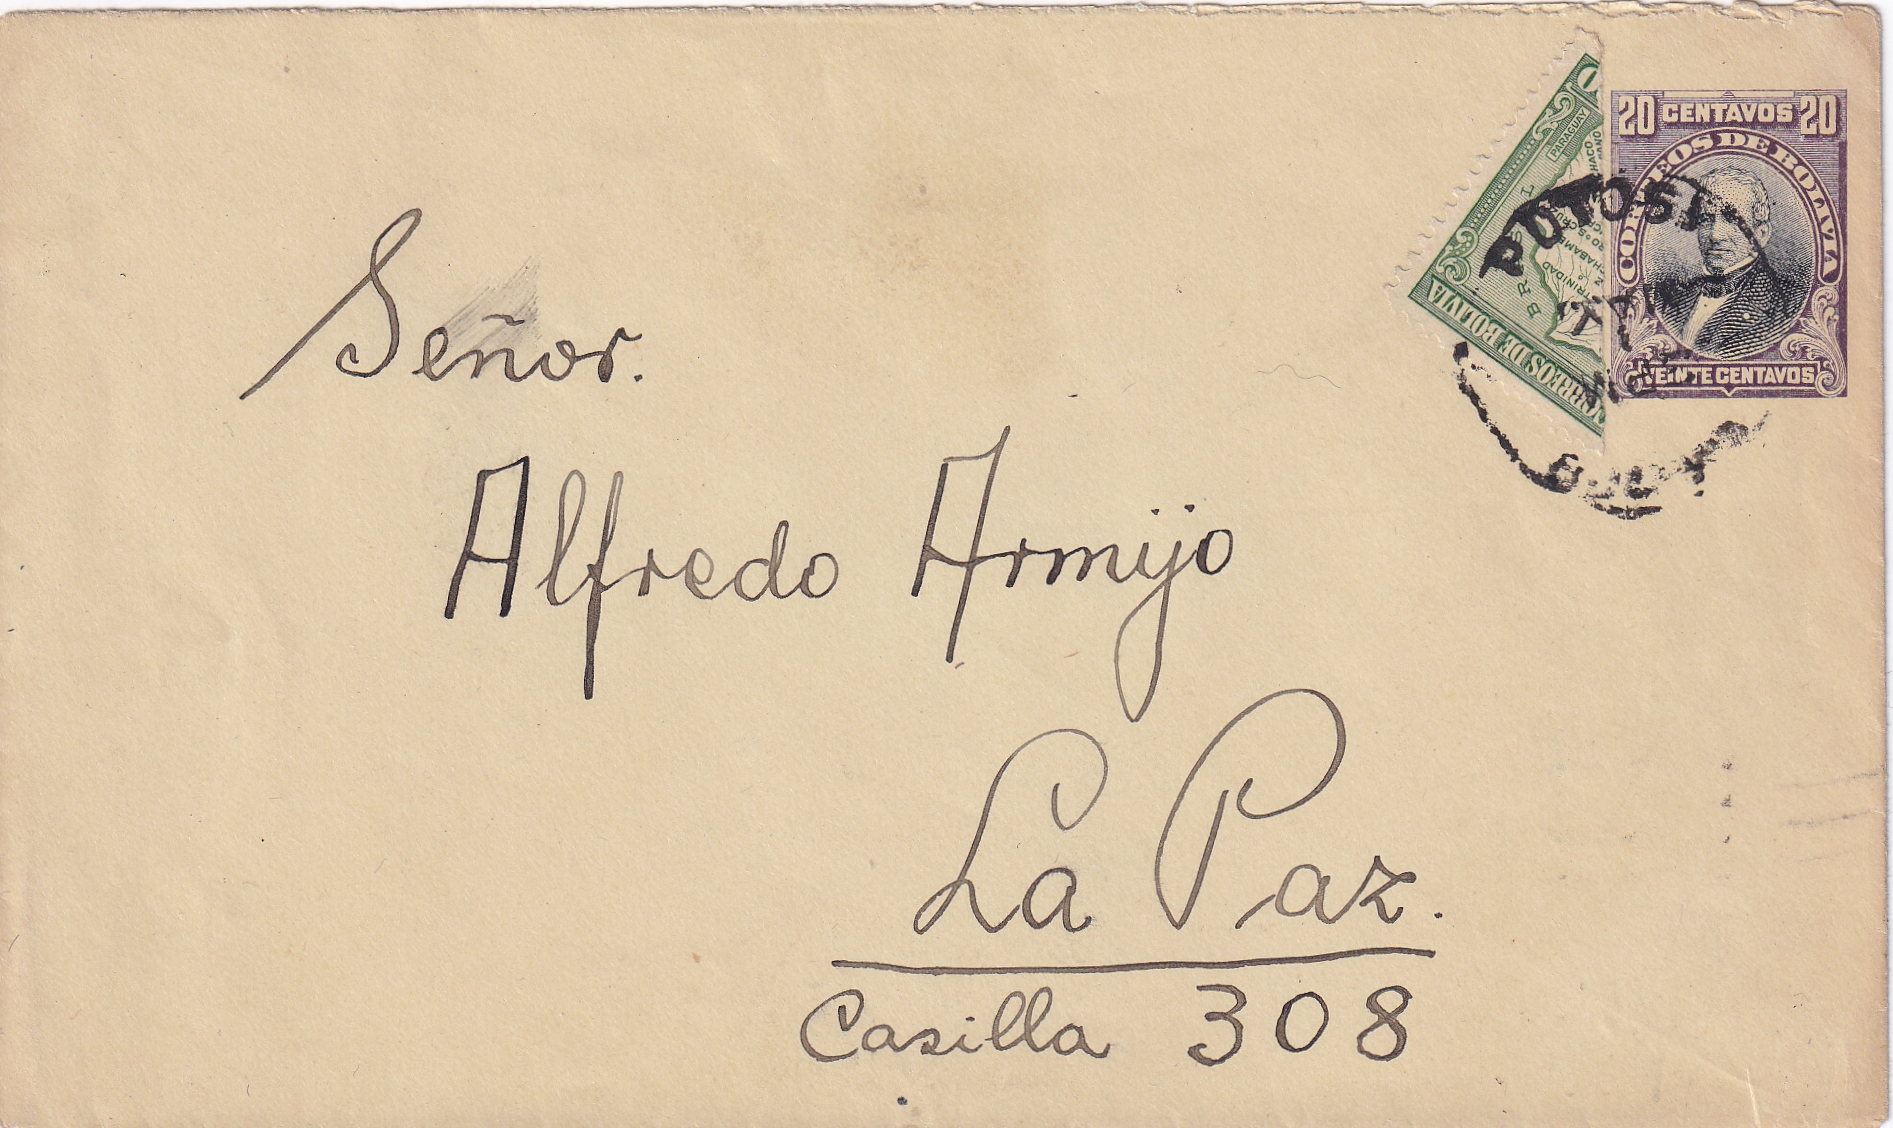 20 CENTAVOS 20
CORREOS DE BOLIVIA
VEINTE CENTAVOS
PARAGUAY
TRINIDAD
CORREOS DE BOLIVIA
POTOSI
Señor.
Alfredo Armijo
La Paz.
Casilla 308